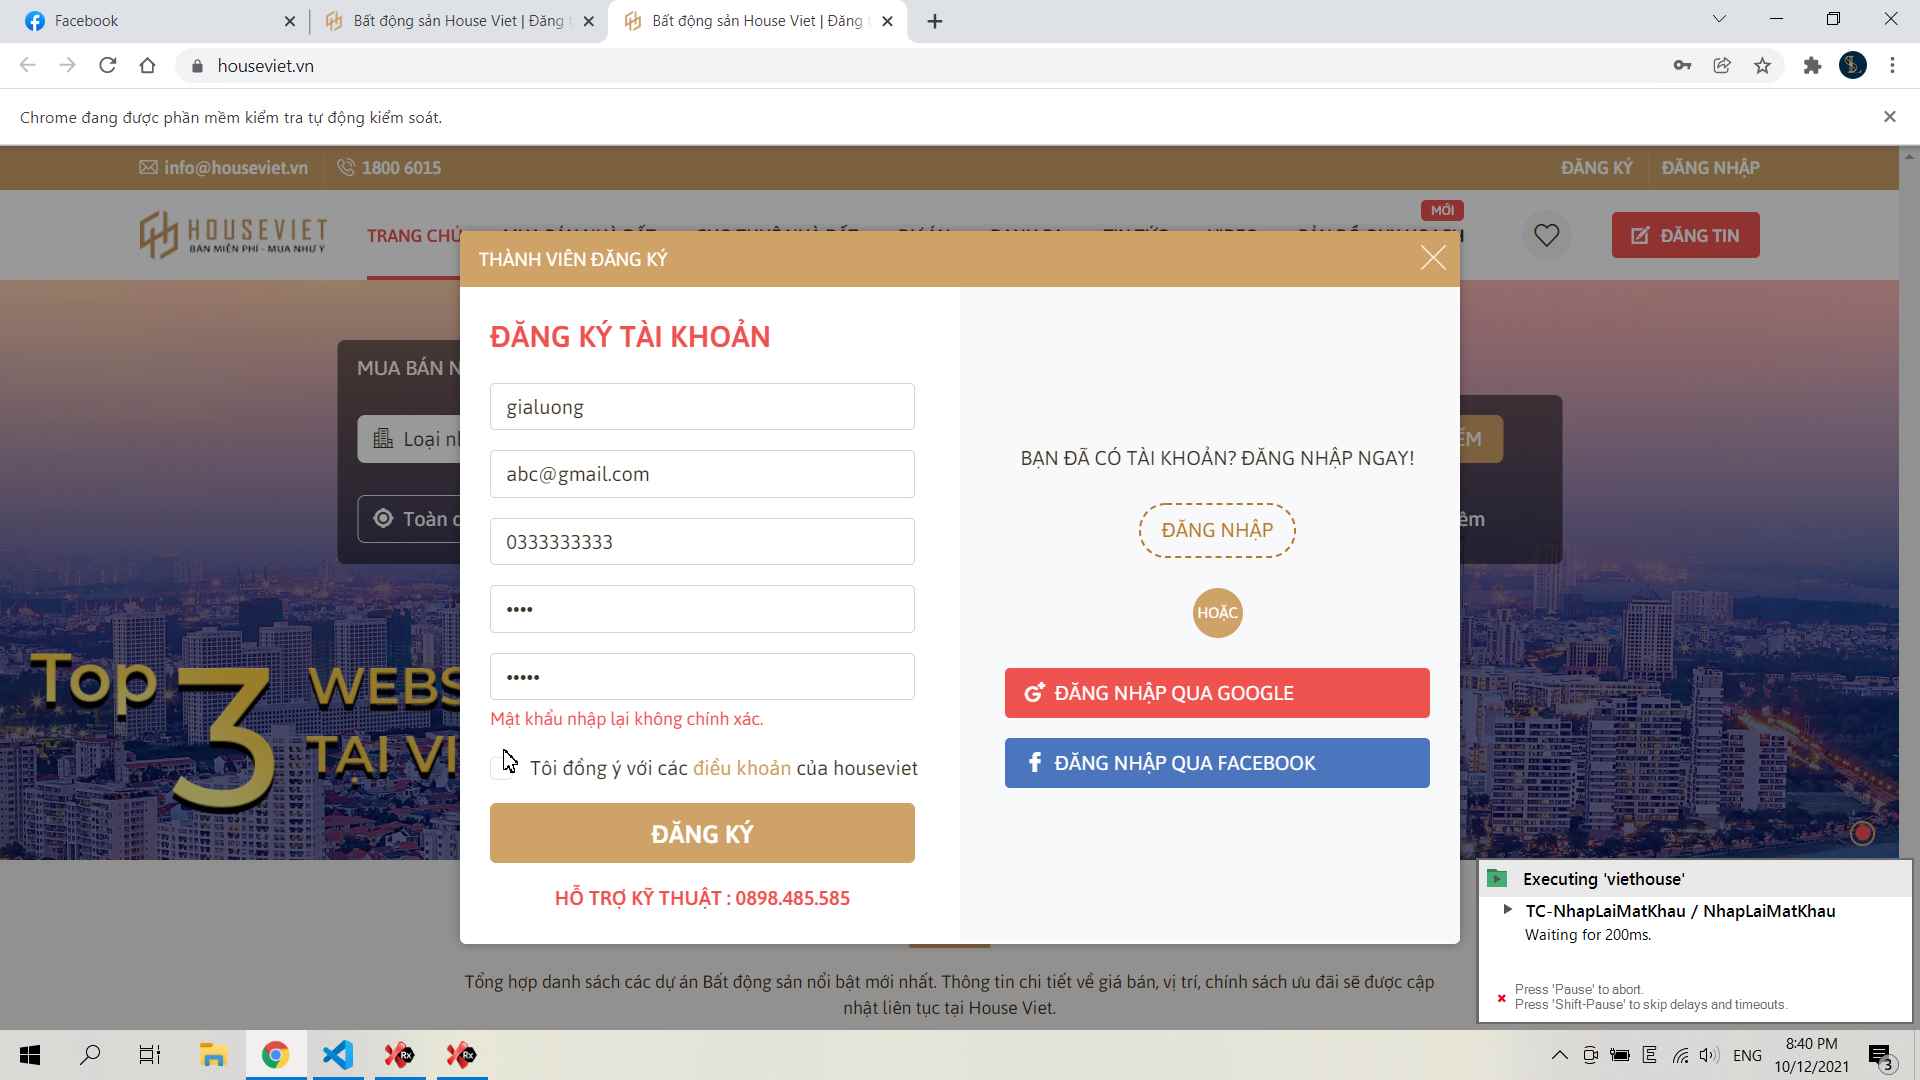 Facebook
Bất động sản House Viet | Đăng
Bất động sản House Viet | Đăng
houseviet.vn
Chrome đang được phần mềm kiểm tra tự động kiểm soát.
info@houseviet.vn
1800 6015
ĐĂNG KÝ
ĐĂNG NHẬP
HOUSEVIET
BÁN MIỄN PHÍ - MUA NHƯ Ý
TRANG CHỦ
MỚI
ĐĂNG TIN
THÀNH VIÊN ĐĂNG KÝ
ĐĂNG KÝ TÀI KHOẢN
MUA BÁN N
gialuong
Loại nh
abc@gmail.com
BẠN ĐÃ CÓ TÀI KHOẢN? ĐĂNG NHẬP NGAY!
Toàn
0333333333
ĐĂNG NHẬP
••••
HOẶC
•••••
Mật khẩu nhập lại không chính xác.
ĐĂNG NHẬP QUA GOOGLE
Tôi đồng ý với các điều khoản của houseviet
ĐĂNG NHẬP QUA FACEBOOK
ĐĂNG KÝ
HỖ TRỢ KỸ THUẬT : 0898.485.585
Top 3 WEBS
TẠI VI
Executing 'viethouse'
TC-NhapLaiMatKhau / NhapLaiMatKhau
Waiting for 200ms.
Press 'Pause' to abort.
Press 'Shift-Pause' to skip delays and timeouts.
Tổng hợp danh sách các dự án Bất động sản nổi bật mới nhất. Thông tin chi tiết về giá bán, vị trí, chính sách ưu đãi sẽ được cập
nhật liên tục tại House Viet.
ENG
8:40 PM
10/12/2021
3